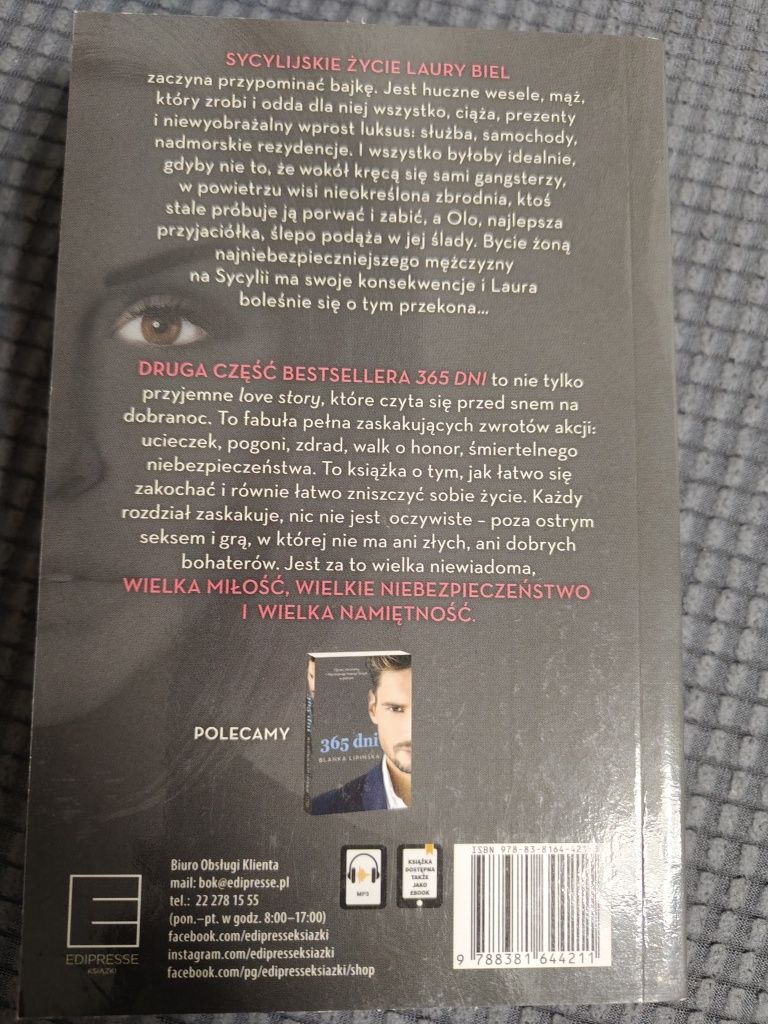 SYCYLIJSKIE ŻYCIE LAURY BIEL
zaczyna przypominać bajkę. Jest huczne wesele, mąż,
który zrobi i odda dla niej wszystko, ciąża, prezenty
i niewyobrażalny wprost luksus: służba, samochody,
nadmorskie rezydencje. I wszystko byłoby idealnie,
gdyby nie to, że wokół kręcą się sami gangsterzy,
w powietrzu wisi nieokreślona zbrodnia, ktoś
stale próbuje ją porwać i zabić, a Olo, najlepsza
przyjaciółka, ślepo podąża w jej ślady. Bycie żoną
najniebezpieczniejszego mężczyzny
na Sycylii ma swoje konsekwencje i Laura
boleśnie się o tym przekona...
DRUGA CZĘŚĆ BESTSELLERA 365 DNI to nie tylko
przyjemne love story, które czyta się przed snem na
dobranoc. To fabuła pełna zaskakujących zwrotów akcji:
ucieczek, pogoni, zdrad, walk o honor, śmiertelnego
niebezpieczeństwa. To książka o tym, jak łatwo się
zakochać i równie łatwo zniszczyć sobie życie. Każdy
rozdział zaskakuje, nic nie jest oczywiste – poza ostrym
seksem i grą, w której nie ma ani złych, ani dobrych
bohaterów. Jest za to wielka niewiadoma,
WIELKA MIŁOŚĆ, WIELKIE NIEBEZPIECZEŃSTWO
I WIELKA NAMIĘTNOŚĆ.
POLECAMY
365 dni
BLANKA LIPIŃSKA
EDIPRESSE
KSIĄŻKI
Biuro Obsługi Klienta
mail: bok@edipresse.pl
tel.: 22 278 15 55
(pon.–pt. w godz. 8:00–17:00)
facebook.com/edipresseksiazki
instagram.com/edipresseksiazki
facebook.com/pg/edipresseksiazki/shop
MP3
KSIĄŻKA
DOSTĘPNA
TAKŻE
JAKO
EBOOK
ISBN 978-83-8164-421-
9 788381 644211